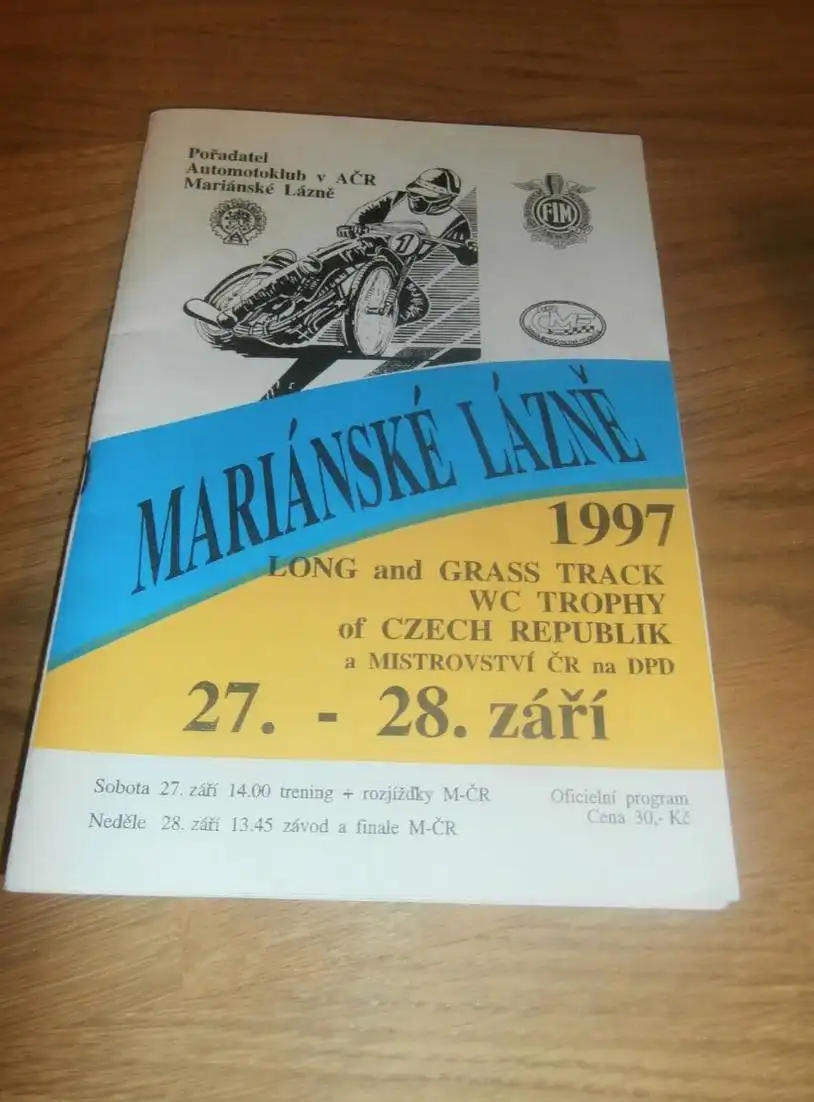 Pořadatel
Automotoklub v AČR
Mariánské Lázně
1
FIM
MARIÁNSKÉ LÁZNĚ
1997
LONG and GRASS TRACK
WC TROPHY
of CZECH REPUBLIK
a MISTROVSTVÍ ČR na DPD
27. - 28. září
Sobota 27. září 14.00 trening + rozjížďky M-ČR
Neděle 28. září 13.45 závod a finale M-ČR
Oficielní program
Cena 30,- Kč